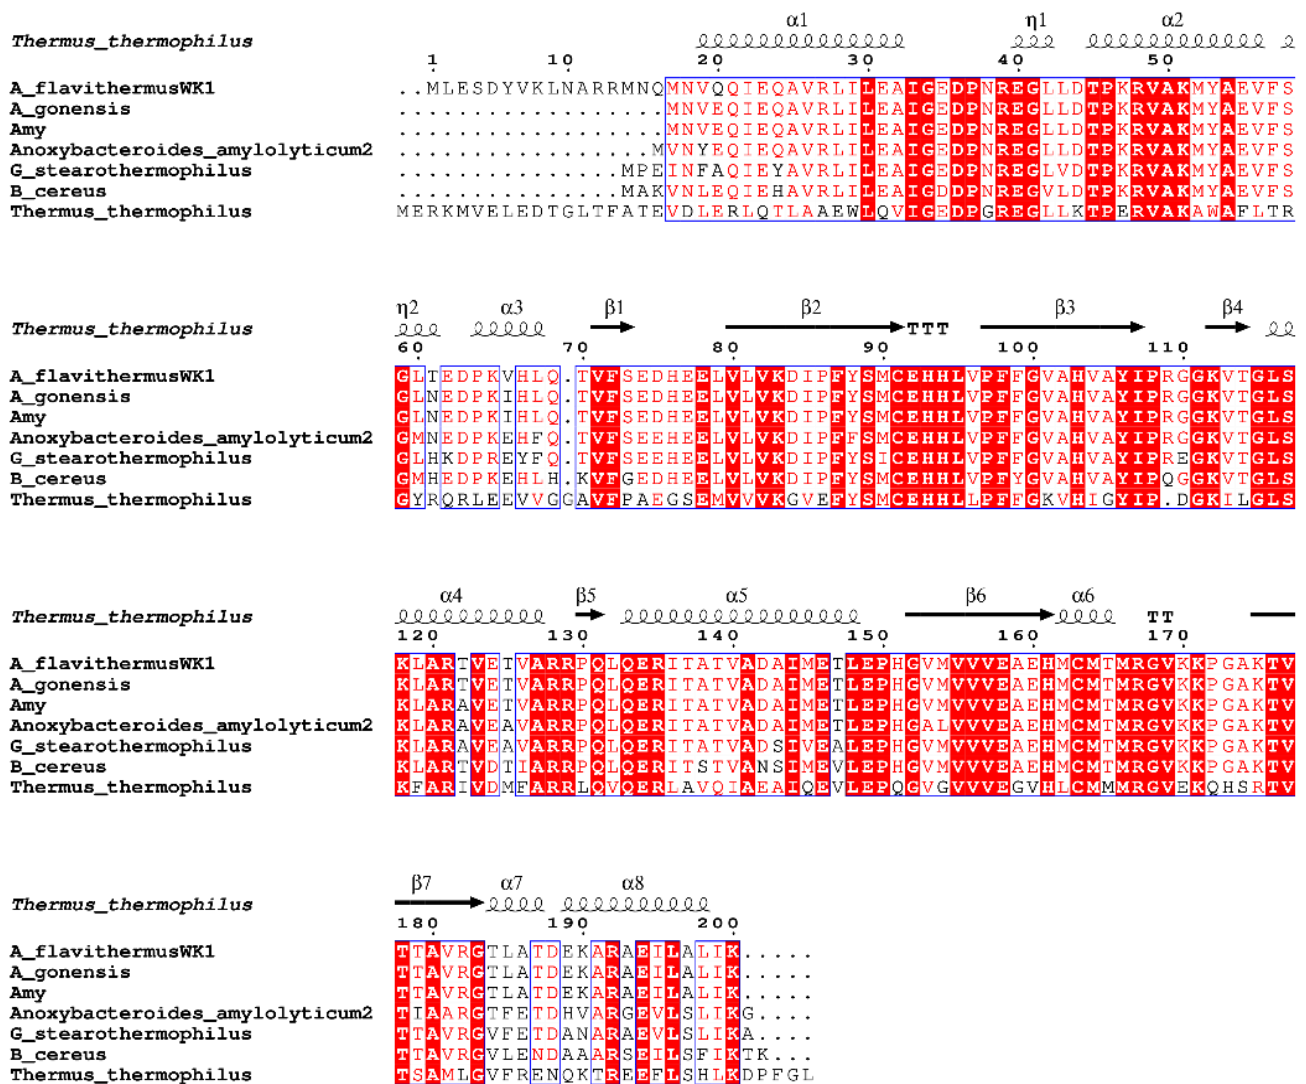 α1 η1 α2
Thermus_thermophilus
1 10 20 30 40 50
A_flavithermusWK1 ..MLESDYVKLNARRMNQMNVQQIEQAVRLILEAIGEDPNREGLLDTPKRVAKMYAEVFS
A_gonensis ..................MNVEQIEQAVRLILEAIGEDPNREGLLDTPKRVAKMYAEVFS
Amy ..................MNVEQIEQAVRLILEAIGEDPNREGLLDTPKRVAKMYAEVFS
Anoxybacteroides_amylolyticum2 .................MVNYEQIEQAVRLILEAIGEDPNREGLLDTPKRVAKMYAEVFS
G_stearothermophilus ...............MPEINFAQIEYAVRLILEAIGEDPNREGLVDTPKRVAKMYAEVFS
B_cereus ...............MAKVNLEQIEHAVRLILEAIGDDPNREGLLDTPKRVAKMYAEVFS
Thermus_thermophilus MERKMVELEDTGLTFATEVDLERLQTLAAEWLQVIGEDPGREGLLKTPERVAKAWAFLTR
η2 α3 β1 β2 β3 β4
Thermus_thermophilus TTT
60 70 80 90 100 110
A_flavithermusWK1 GLTEDPKVHLQ.TVFSEDHEELVLVKDIPFYSMCEHHLVPFFGVAHVAYIPRGGKVTGLS
A_gonensis GLNEDPKIHLQ.TVFSEDHEELVLVKDIPFYSMCEHHLVPFFGVAHVAYIPRGGKVTGLS
Amy GLNEDPKIHLQ.TVFSEDHEELVLVKDIPFYSMCEHHLVPFFGVAHVAYIPRGGKVTGLS
Anoxybacteroides_amylolyticum2 GMNEDPKEHFQ.TVFSEEHEELVLVKDIPFFSMCEHHLVPFFGVAHVAYIPRGGKVTGLS
G_stearothermophilus GLHKDPREYFQ.TVFSEEHEELVLVKDIPFYSICEHHLVPFFGVAHVAYIPREGKVTGLS
B_cereus GMHEDPKEHLH.KVFGEDHEELVLVKDIPFYSMCEHHLVPFFGVAHVAYIPQGGKVTGLS
Thermus_thermophilus GYRQRLEEVVGGAVFPAEGSEMVVVKGVEFYSMCEHHLLPFFGKVHIGYIP.DGKILGLS
α4 β5 α5 β6 α6
Thermus_thermophilus TT
120 130 140 150 160 170
A_flavithermusWK1 KLARTVETVARRPQLQERITATVADAIMETLEPHGVMVVVEAEHMCMTMRGVKKPGAKTV
A_gonensis KLARTVETVARRPQLQERITATVADAIMETLEPHGVMVVVEAEHMCMTMRGVKKPGAKTV
Amy KLARAVETVARRPQLQERITATVADAIMETLEPHGVMVVVEAEHMCMTMRGVKKPGAKTV
Anoxybacteroides_amylolyticum2 KLARAVEAVARRPQLQERITATVADAIMETLEPHGALVVVEAEHMCMTMRGVKKPGAKTV
G_stearothermophilus KLARAVEAVARRPQLQERITATVADSIVEALEPHGVMVVVEAEHMCMTMRGVKKPGAKTV
B_cereus KLARTVDTIARRPQLQERITSTVANSIMEVLEPHGVMVVVEAEHMCMTMRGVKKPGAKTV
Thermus_thermophilus KFARIVDMFARRLQVQERLAVQIAEAIQEVLEPQGVGVVVEGVHLCMMMRGVEKQHSRTV
β7 α7 α8
Thermus_thermophilus
180 190 200
A_flavithermusWK1 TTAVRGTLATDEKARAEILALIK.....
A_gonensis TTAVRGTLATDEKARAEILALIK.....
Amy TTAVRGTLATDEKARAEILALIK.....
Anoxybacteroides_amylolyticum2 TIAARGTFETDHVARGEVLSLIKG....
G_stearothermophilus TTAVRGVFETDANARAEVLSLIKA....
B_cereus TTAVRGVLENDAAARSEILSFIKTK...
Thermus_thermophilus TSAMLGVFRENQKTREEFLSHLKDPFGL